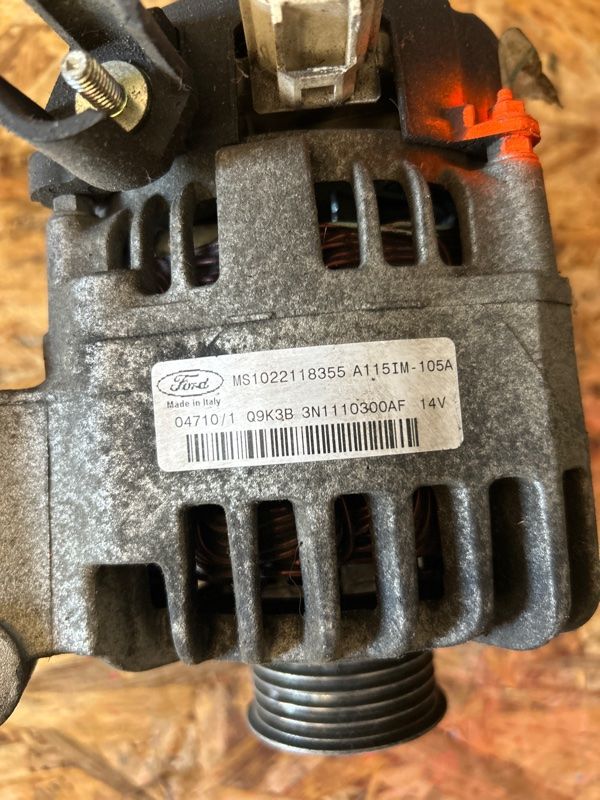 Ford
MS1022118355 A115IM-105A
Made in Italy
04710/1 Q9K3B 3N1110300AF 14V